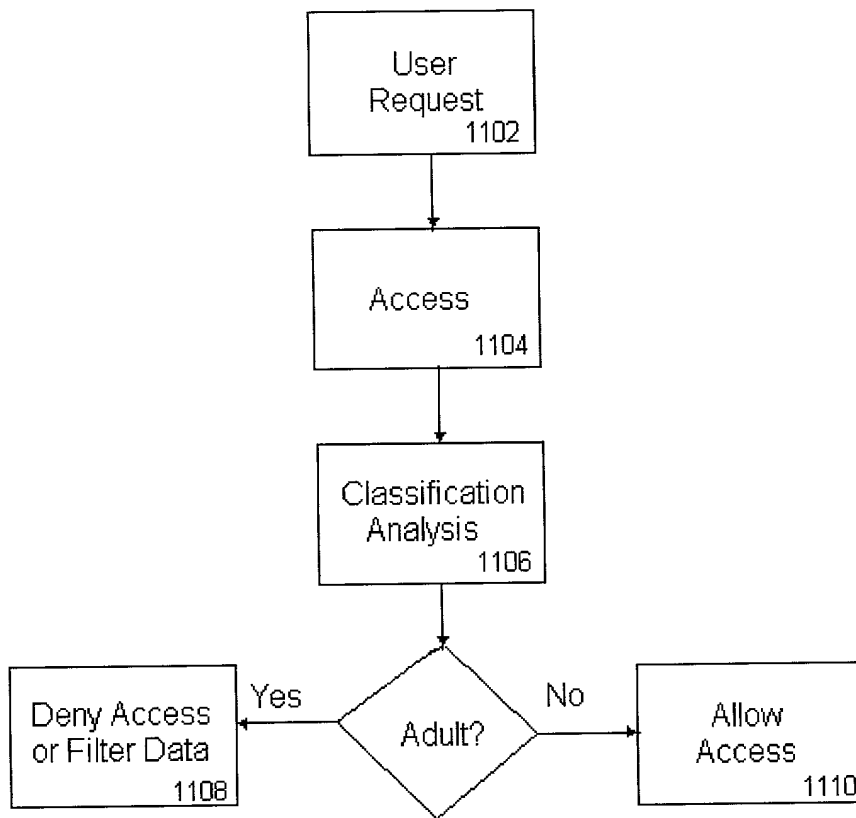 User
Request
1102
Access
1104
Classification
Analysis
1106
Adult?
Yes
No
Deny Access
or Filter Data
1108
Allow
Access
1110